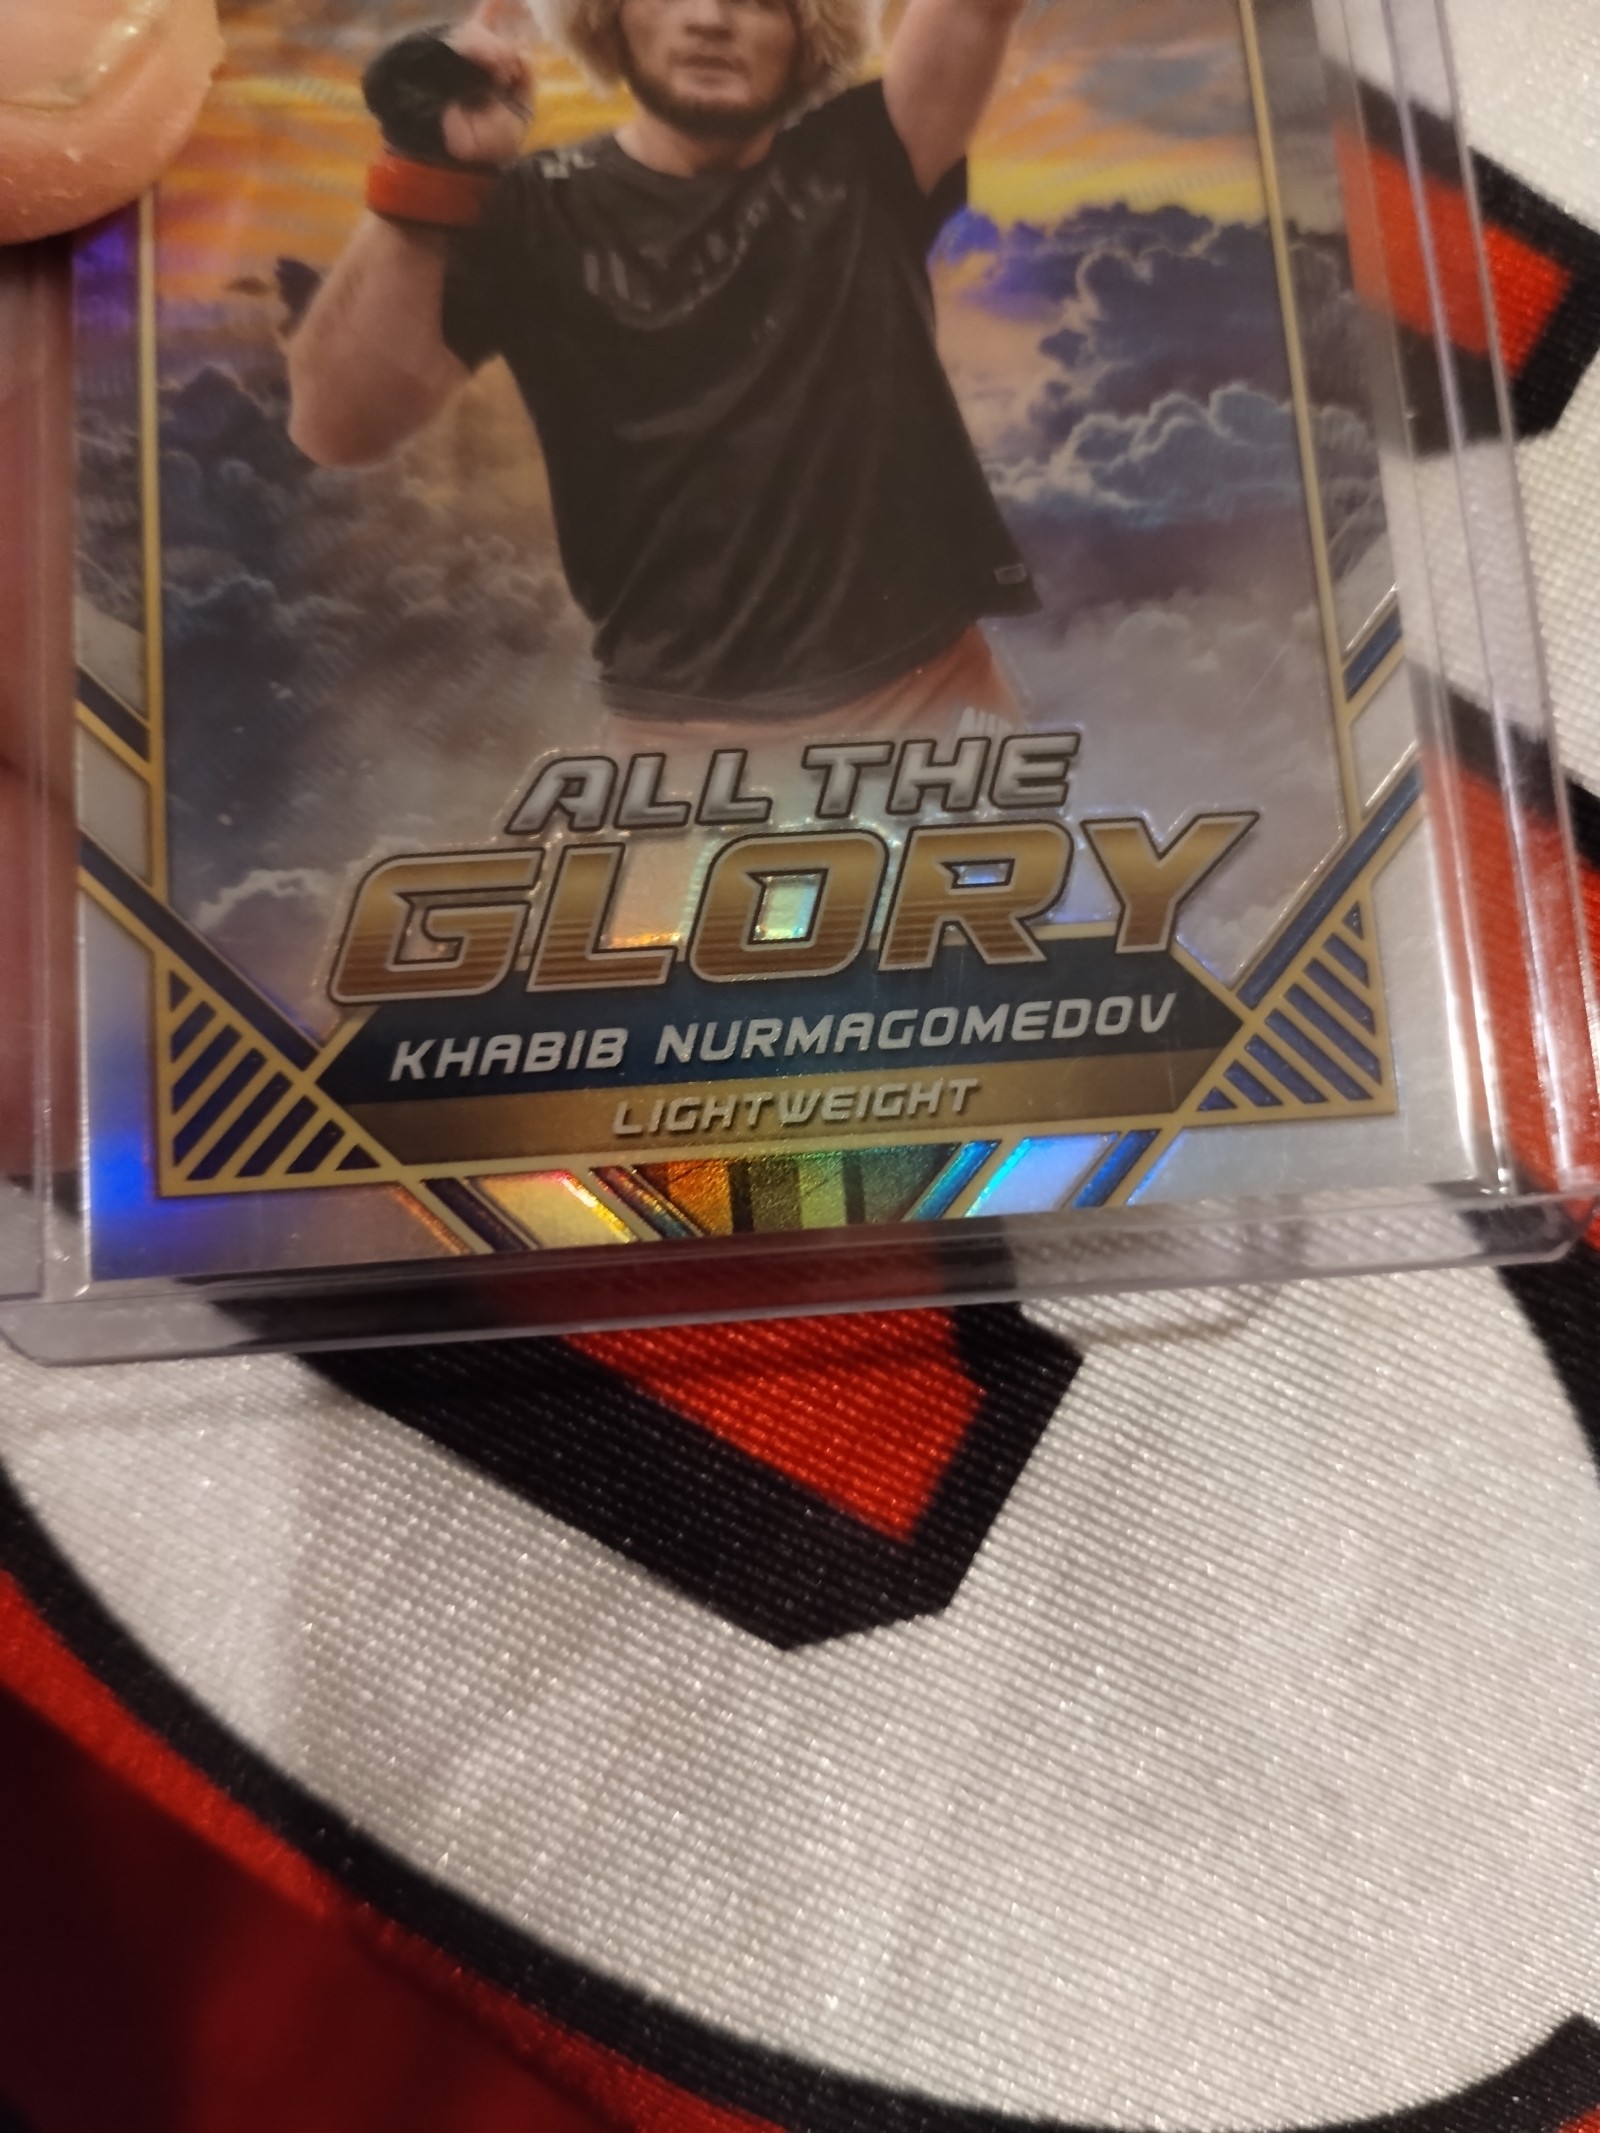 ALL THE
GLORY
KHABIB NURMAGOMEDOV
LIGHTWEIGHT